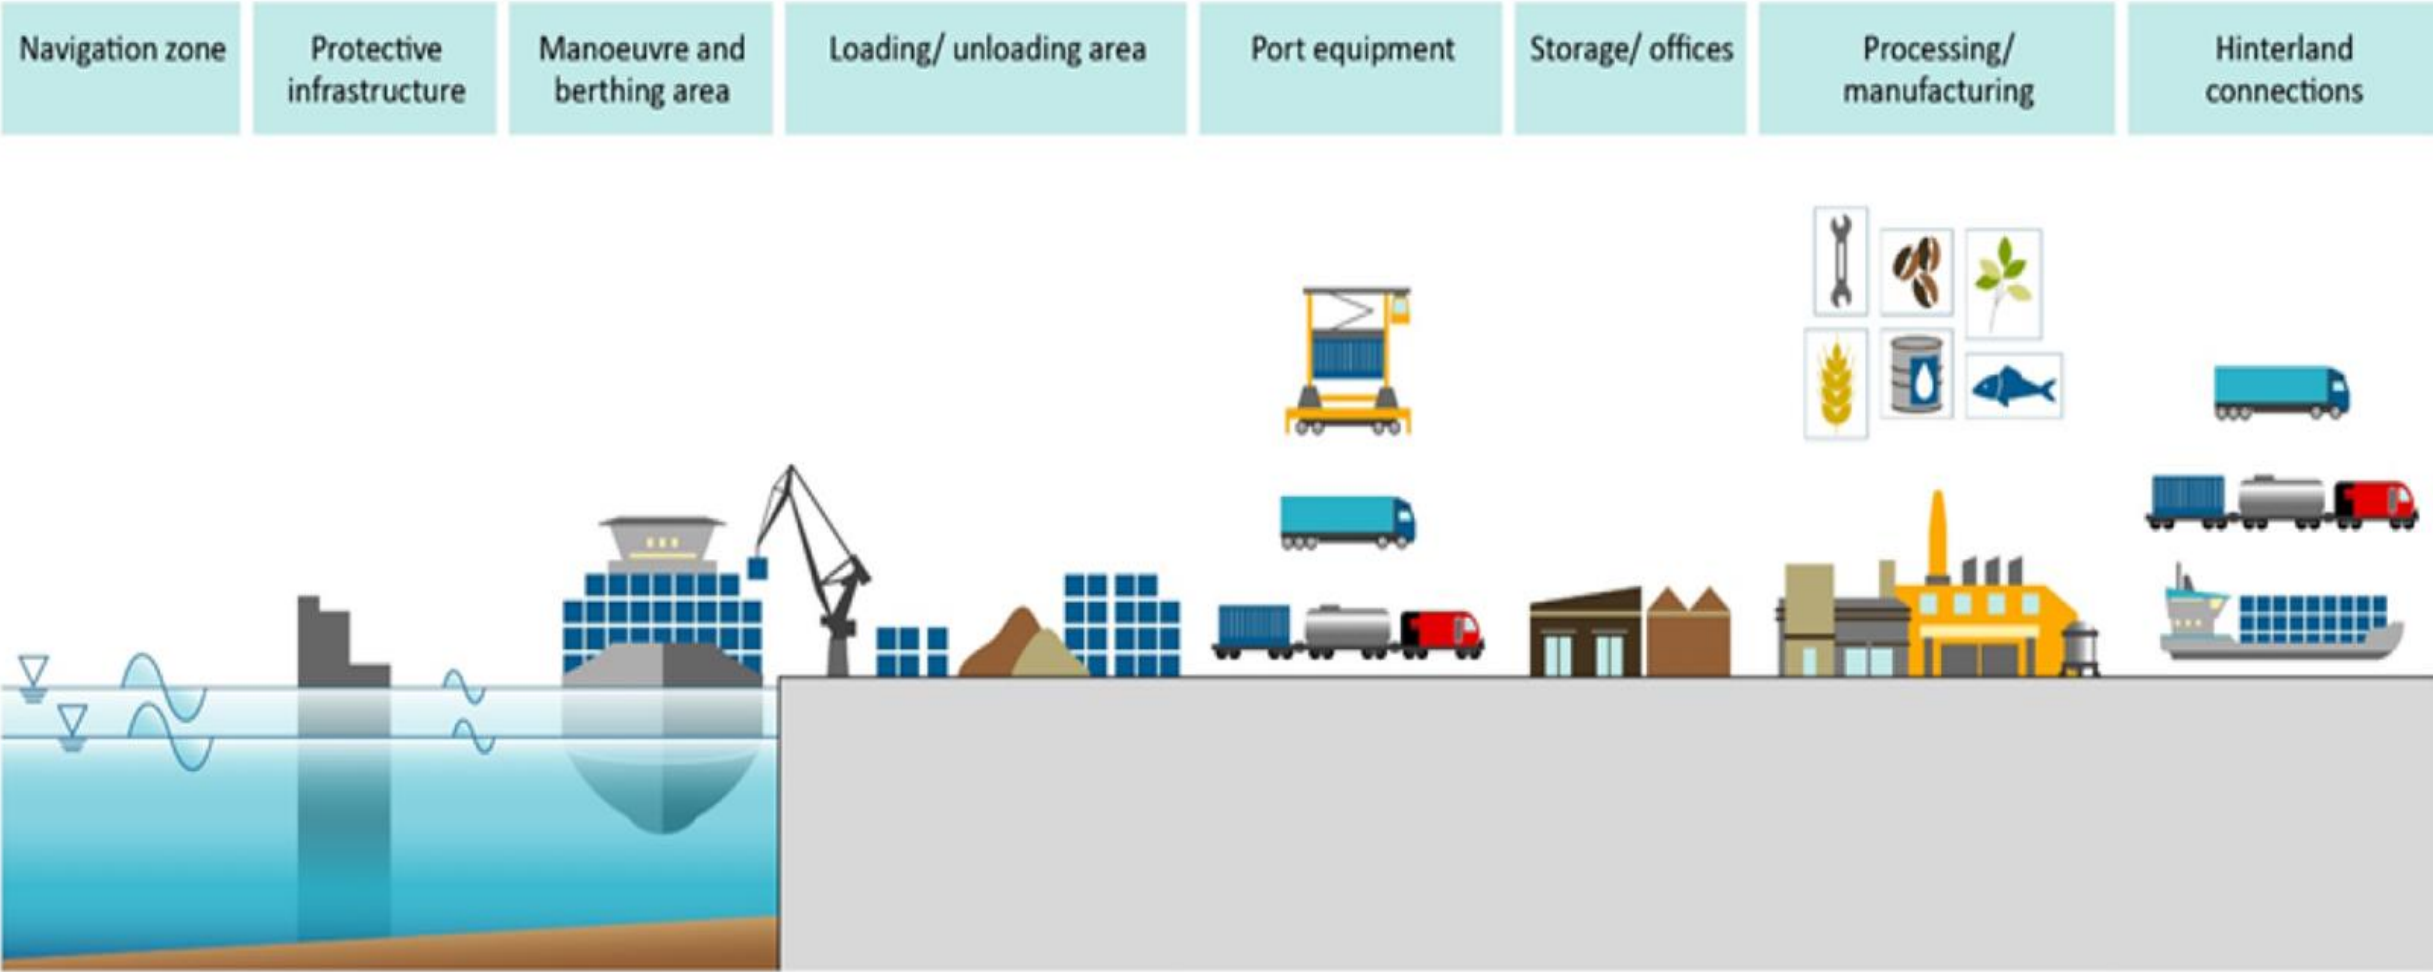 Navigation zone
Protective
infrastructure
Manoeuvre and
berthing area
Loading/ unloading area
Port equipment
Storage/ offices
Processing/
manufacturing
Hinterland
connections